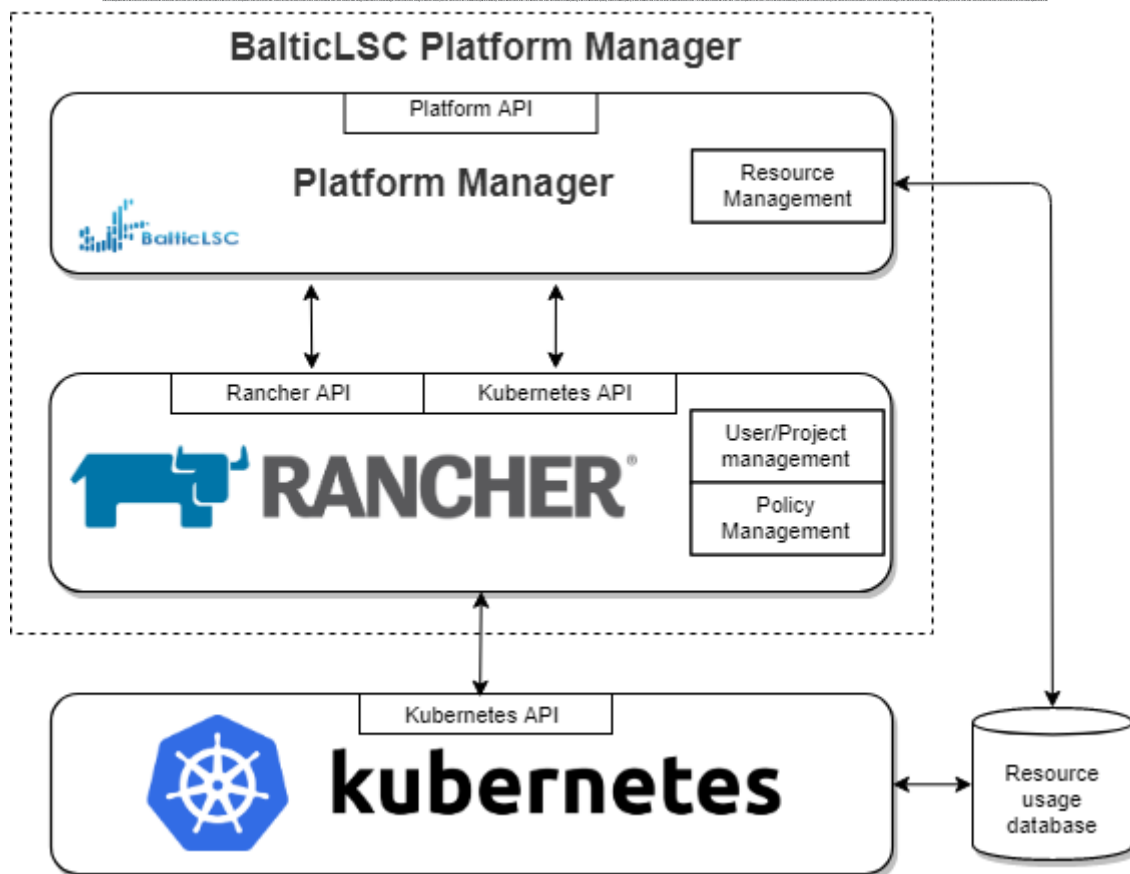 BalticLSC Platform Manager
Platform API
Platform Manager
Resource
Management
BalticLSC
Rancher API
Kubernetes API
User/Project
management
RANCHER®
Policy
Management
Kubernetes API
kubernetes
Resource
usage
database